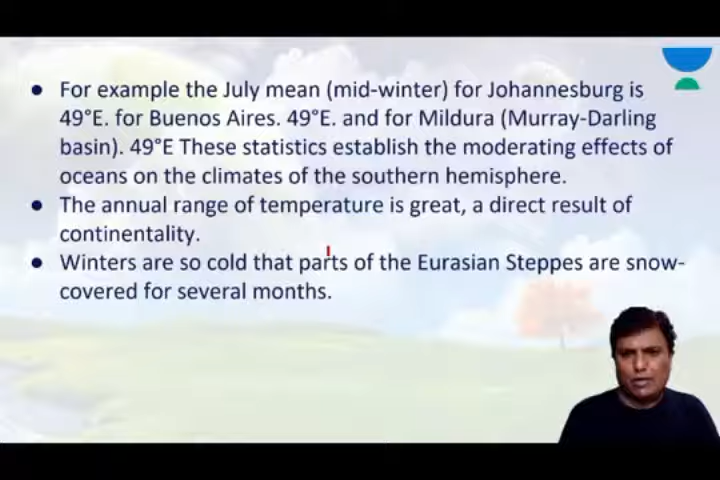 For example the July mean (mid-winter) for Johannesburg is
49°E. for Buenos Aires. 49°E. and for Mildura (Murray-Darling
basin). 49°E These statistics establish the moderating effects of
oceans on the climates of the southern hemisphere.
The annual range of temperature is great, a direct result of
continentality.
Winters are so cold that parts of the Eurasian Steppes are snow-
covered for several months.